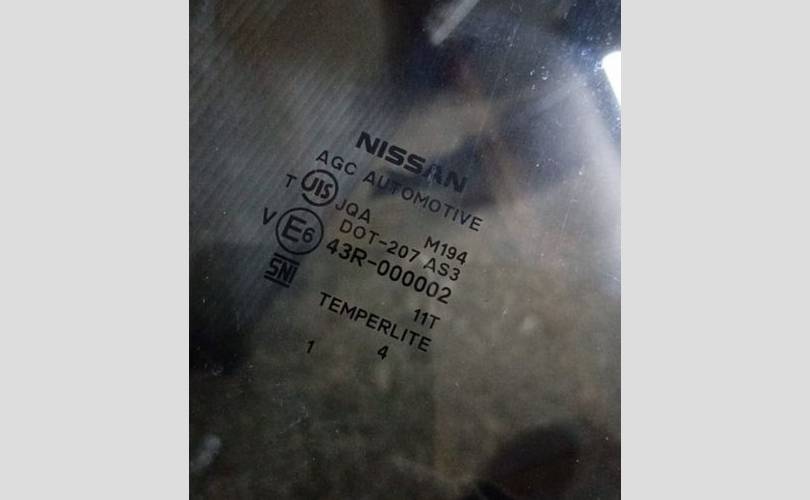 NISSAN
AGC AUTOMOTIVE
T JIS JQA M194
DOT-207 AS3
V E6 43R-000002
SNI 11T
TEMPERLITE
1 4